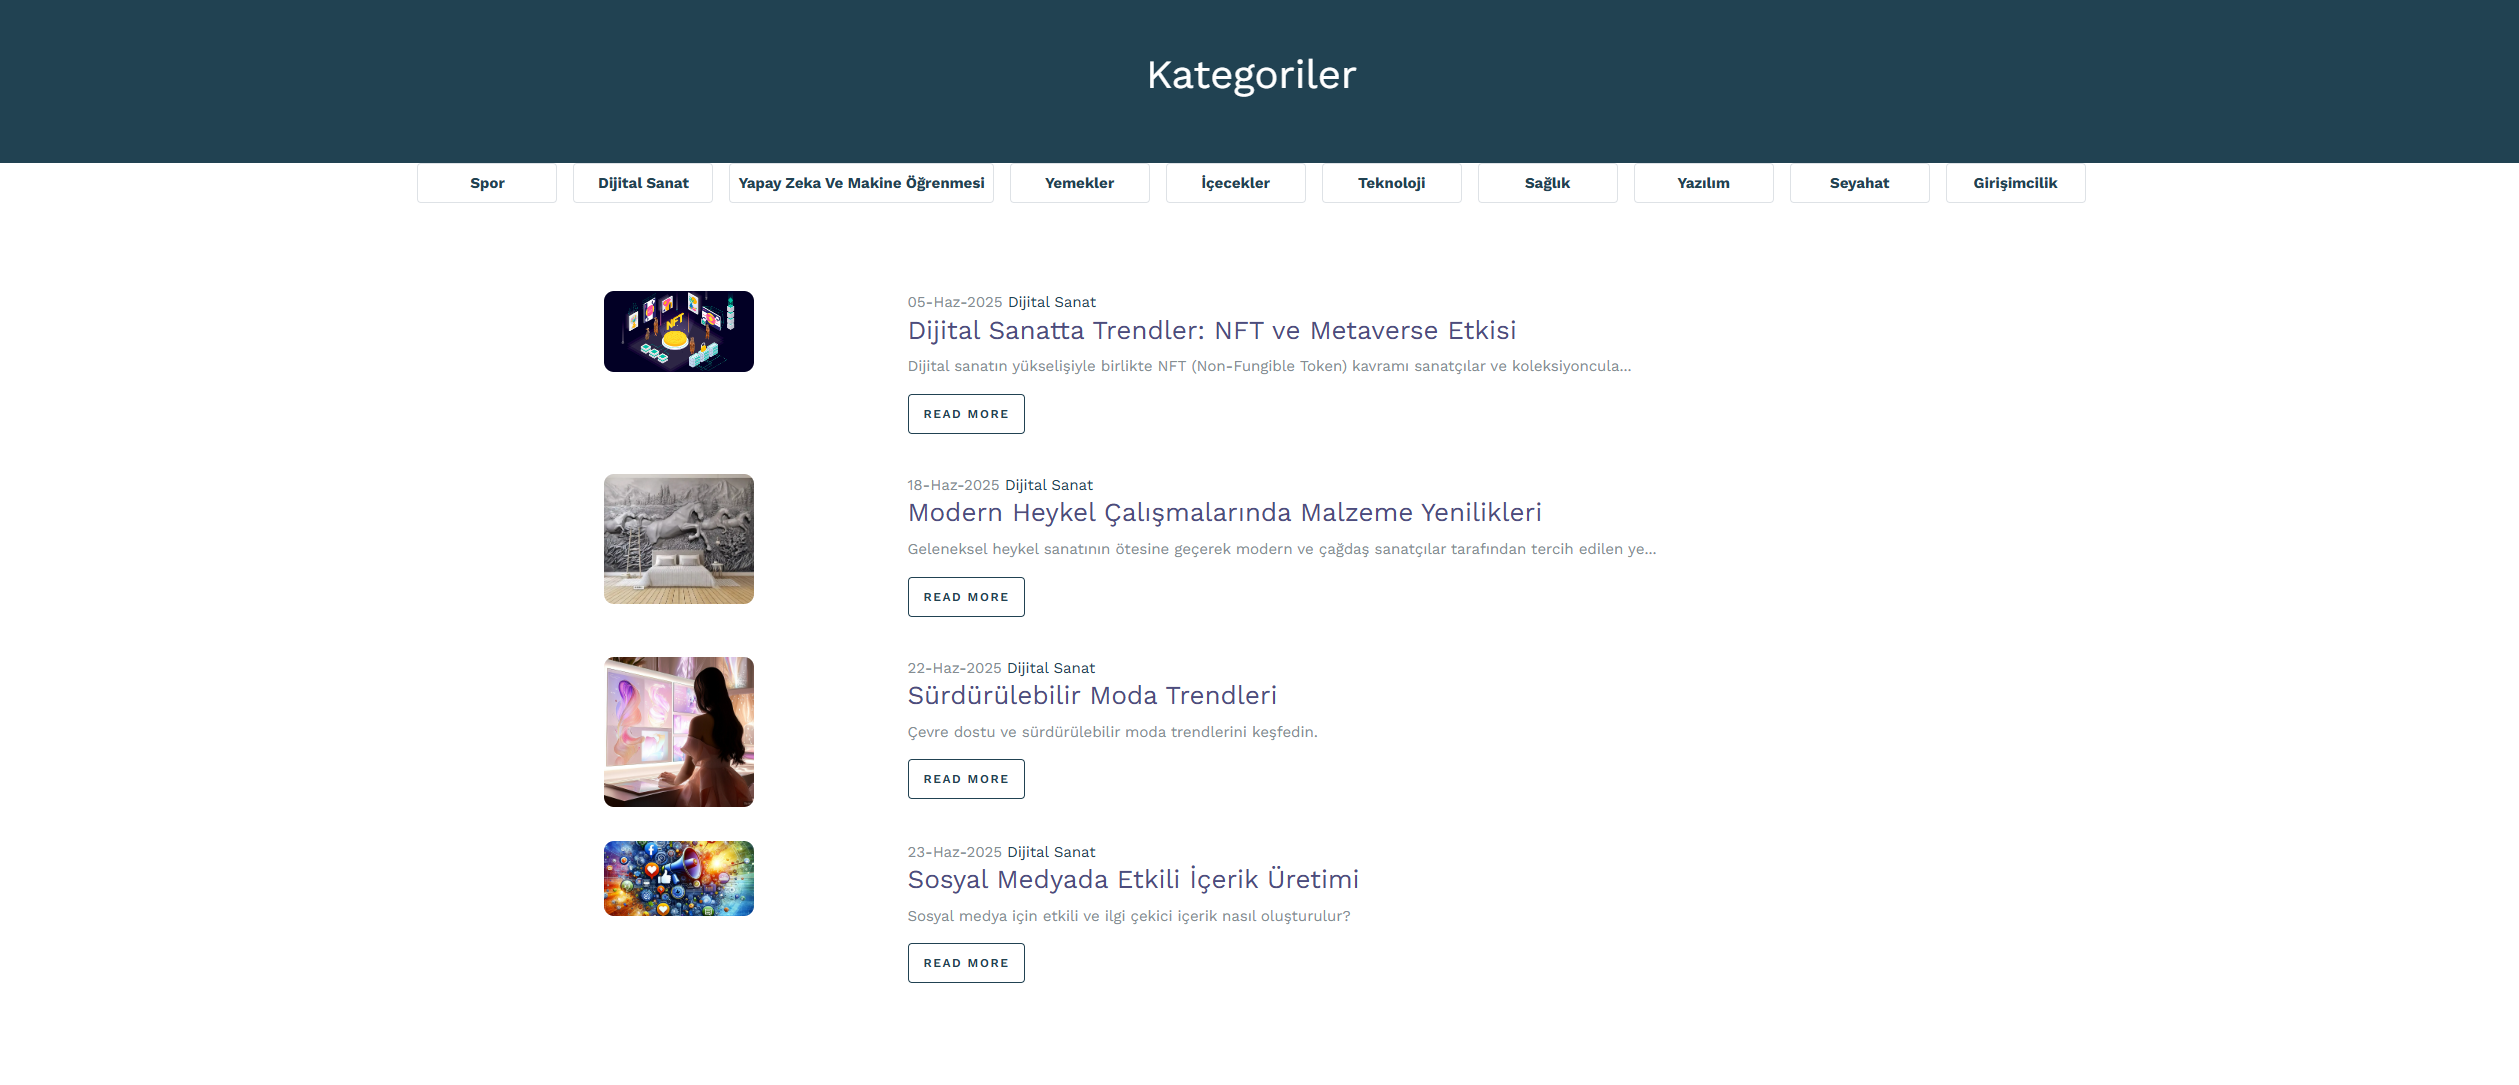 Kategoriler
Spor
Dijital Sanat
Yapay Zeka Ve Makine Öğrenmesi
Yemekler
İçecekler
Teknoloji
Sağlık
Yazılım
Seyahat
Girişimcilik
NFT
05-Haz-2025 Dijital Sanat
Dijital Sanatta Trendler: NFT ve Metaverse Etkisi
Dijital sanatın yükselişiyle birlikte NFT (Non-Fungible Token) kavramı sanatçılar ve koleksiyoncula...
READ MORE
18-Haz-2025 Dijital Sanat
Modern Heykel Çalışmalarında Malzeme Yenilikleri
Geleneksel heykel sanatının ötesine geçerek modern ve çağdaş sanatçılar tarafından tercih edilen ye...
READ MORE
22-Haz-2025 Dijital Sanat
Sürdürülebilir Moda Trendleri
Çevre dostu ve sürdürülebilir moda trendlerini keşfedin.
READ MORE
23-Haz-2025 Dijital Sanat
Sosyal Medyada Etkili İçerik Üretimi
Sosyal medya için etkili ve ilgi çekici içerik nasıl oluşturulur?
READ MORE